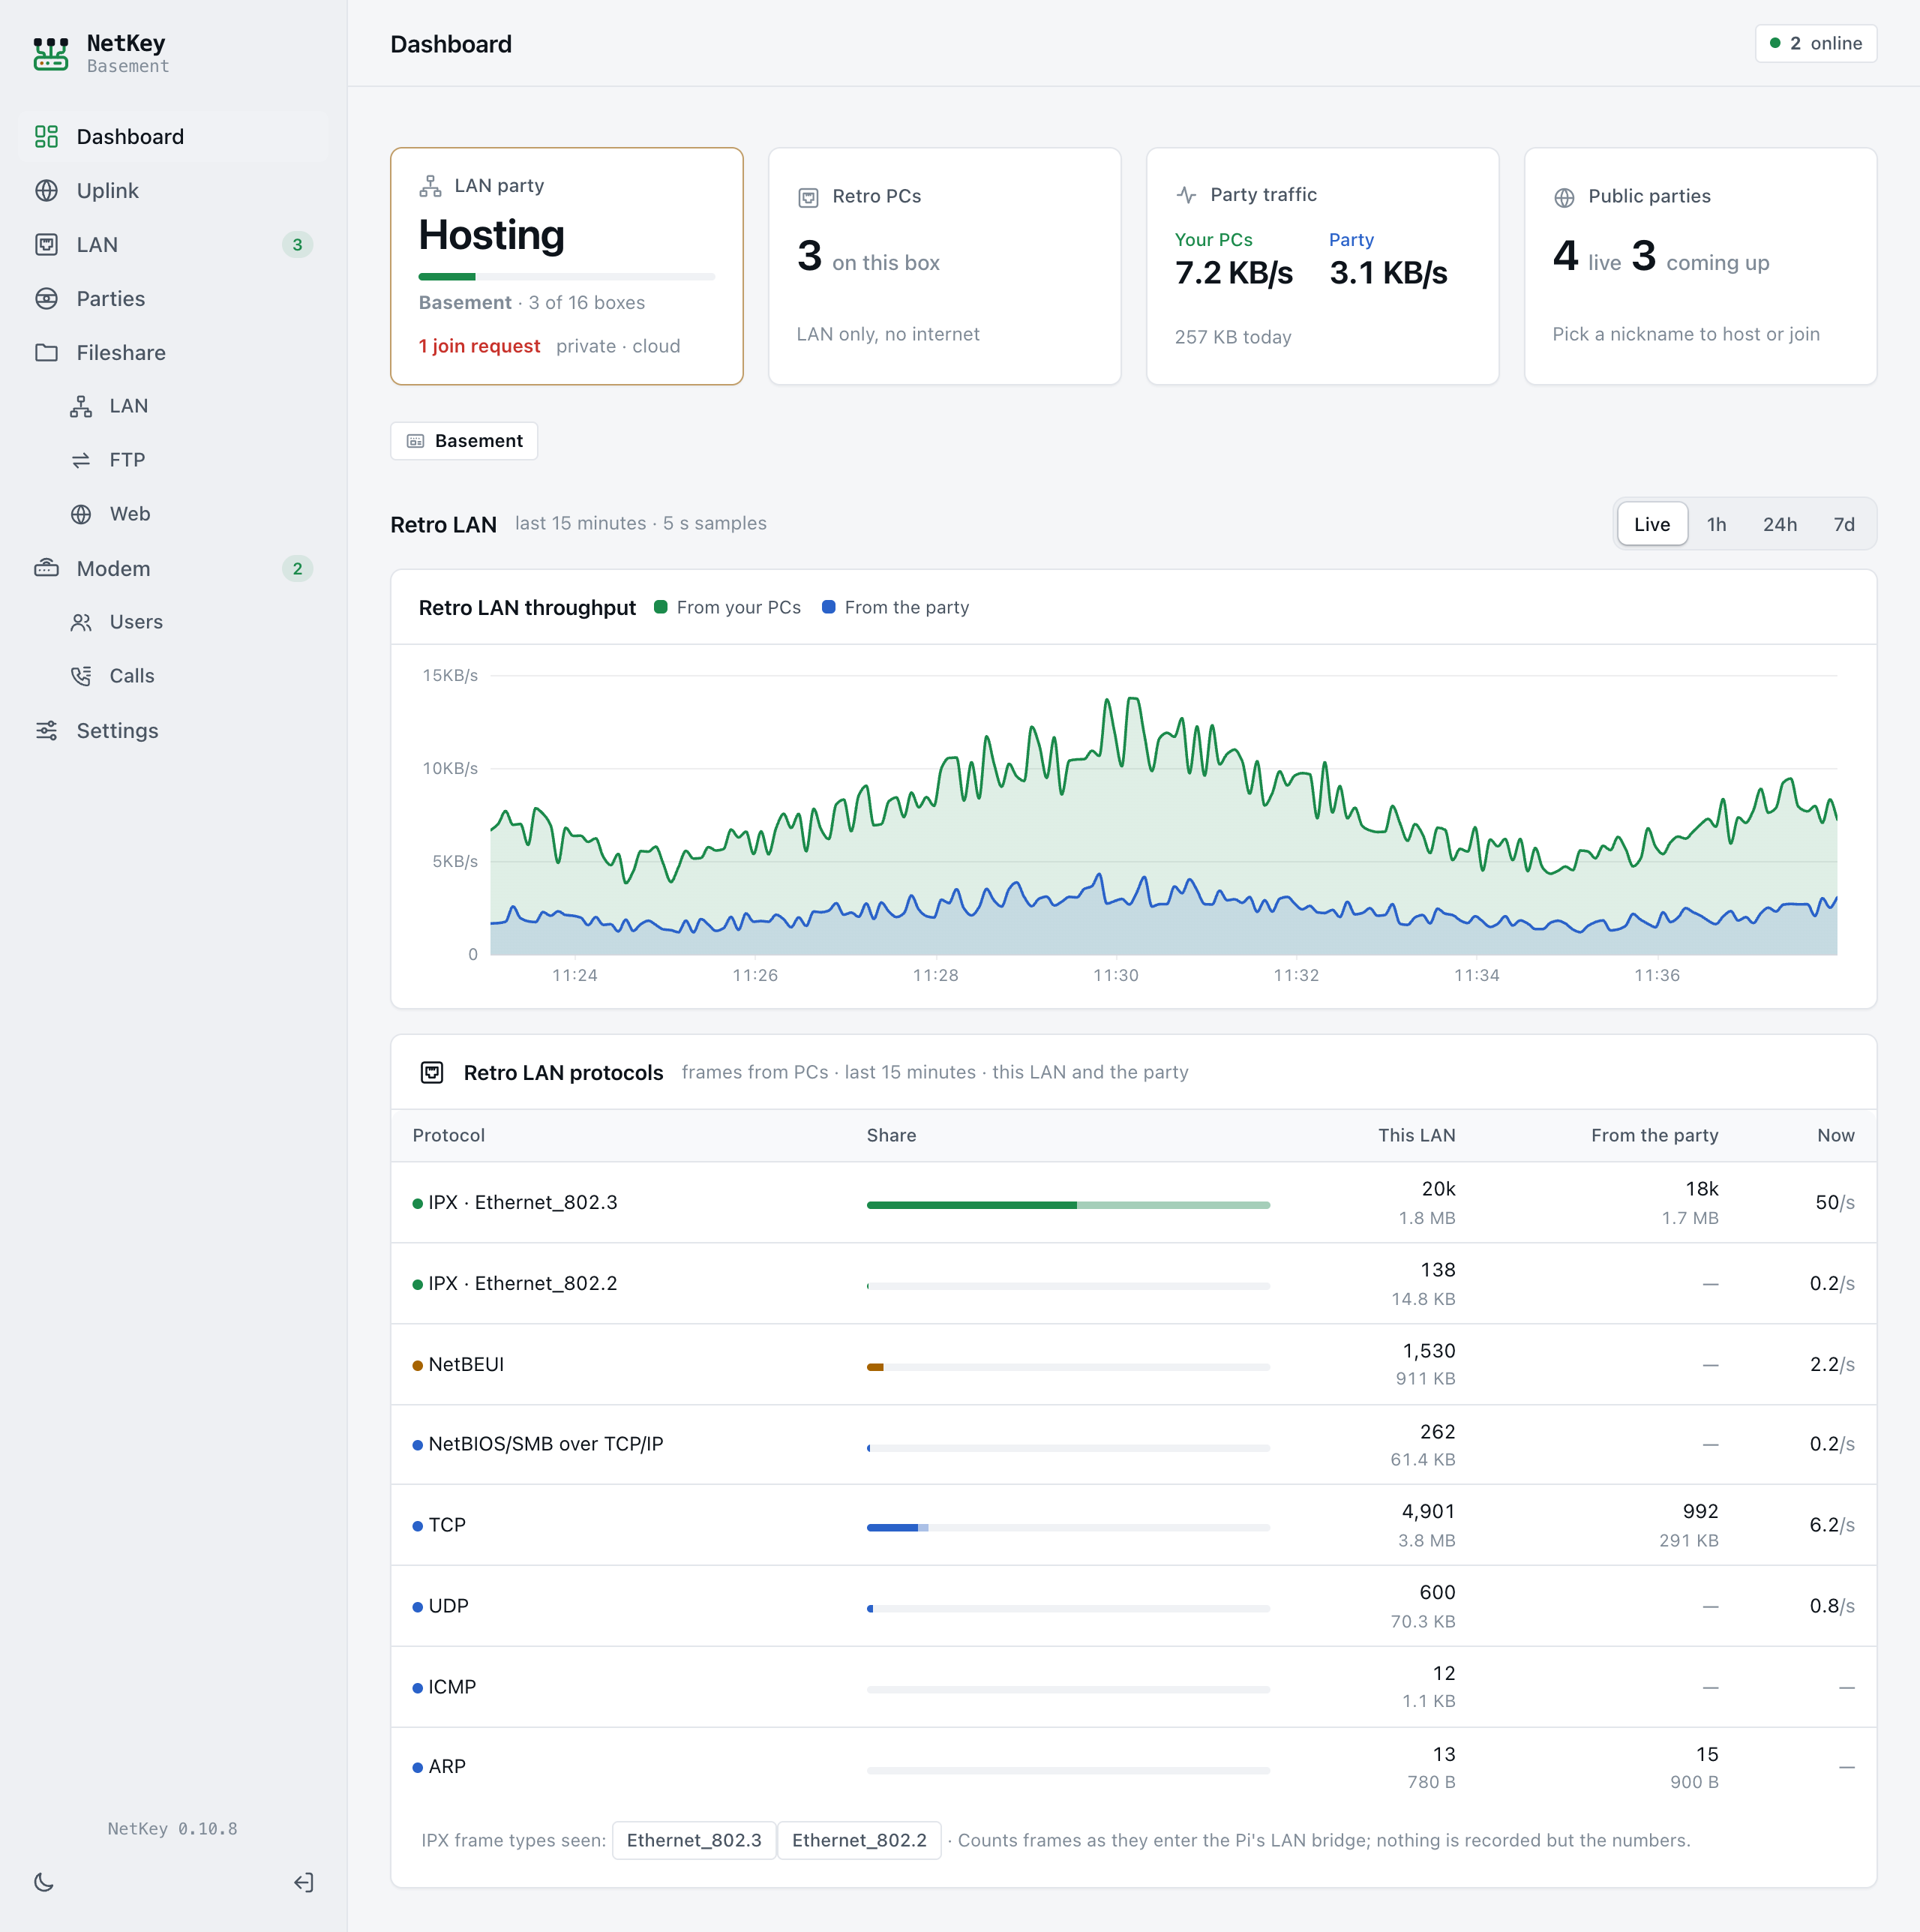 NetKey
Basement
Dashboard
Uplink
LAN 3
Parties
Fileshare
LAN
FTP
Web
Modem 2
Users
Calls
Settings
NetKey 0.10.8
Dashboard
2 online
LAN party
Hosting
Basement · 3 of 16 boxes
1 join request private · cloud
Retro PCs
3 on this box
LAN only, no internet
Party traffic
Your PCs Party
7.2 KB/s 3.1 KB/s
257 KB today
Public parties
4 live 3 coming up
Pick a nickname to host or join
Basement
Retro LAN last 15 minutes · 5 s samples
Live 1h 24h 7d
Retro LAN throughput From your PCs From the party
15KB/s
10KB/s
5KB/s
0
11:24 11:26 11:28 11:30 11:32 11:34 11:36
Retro LAN protocols frames from PCs · last 15 minutes · this LAN and the party
Protocol Share This LAN From the party Now
IPX · Ethernet_802.3 20k 18k 50/s
1.8 MB 1.7 MB
IPX · Ethernet_802.2 138 — 0.2/s
14.8 KB
NetBEUI 1,530 — 2.2/s
911 KB
NetBIOS/SMB over TCP/IP 262 — 0.2/s
61.4 KB
TCP 4,901 992 6.2/s
3.8 MB 291 KB
UDP 600 — 0.8/s
70.3 KB
ICMP 12 — —
1.1 KB
ARP 13 15 —
780 B 900 B
IPX frame types seen: Ethernet_802.3 Ethernet_802.2 · Counts frames as they enter the Pi's LAN bridge; nothing is recorded but the numbers.